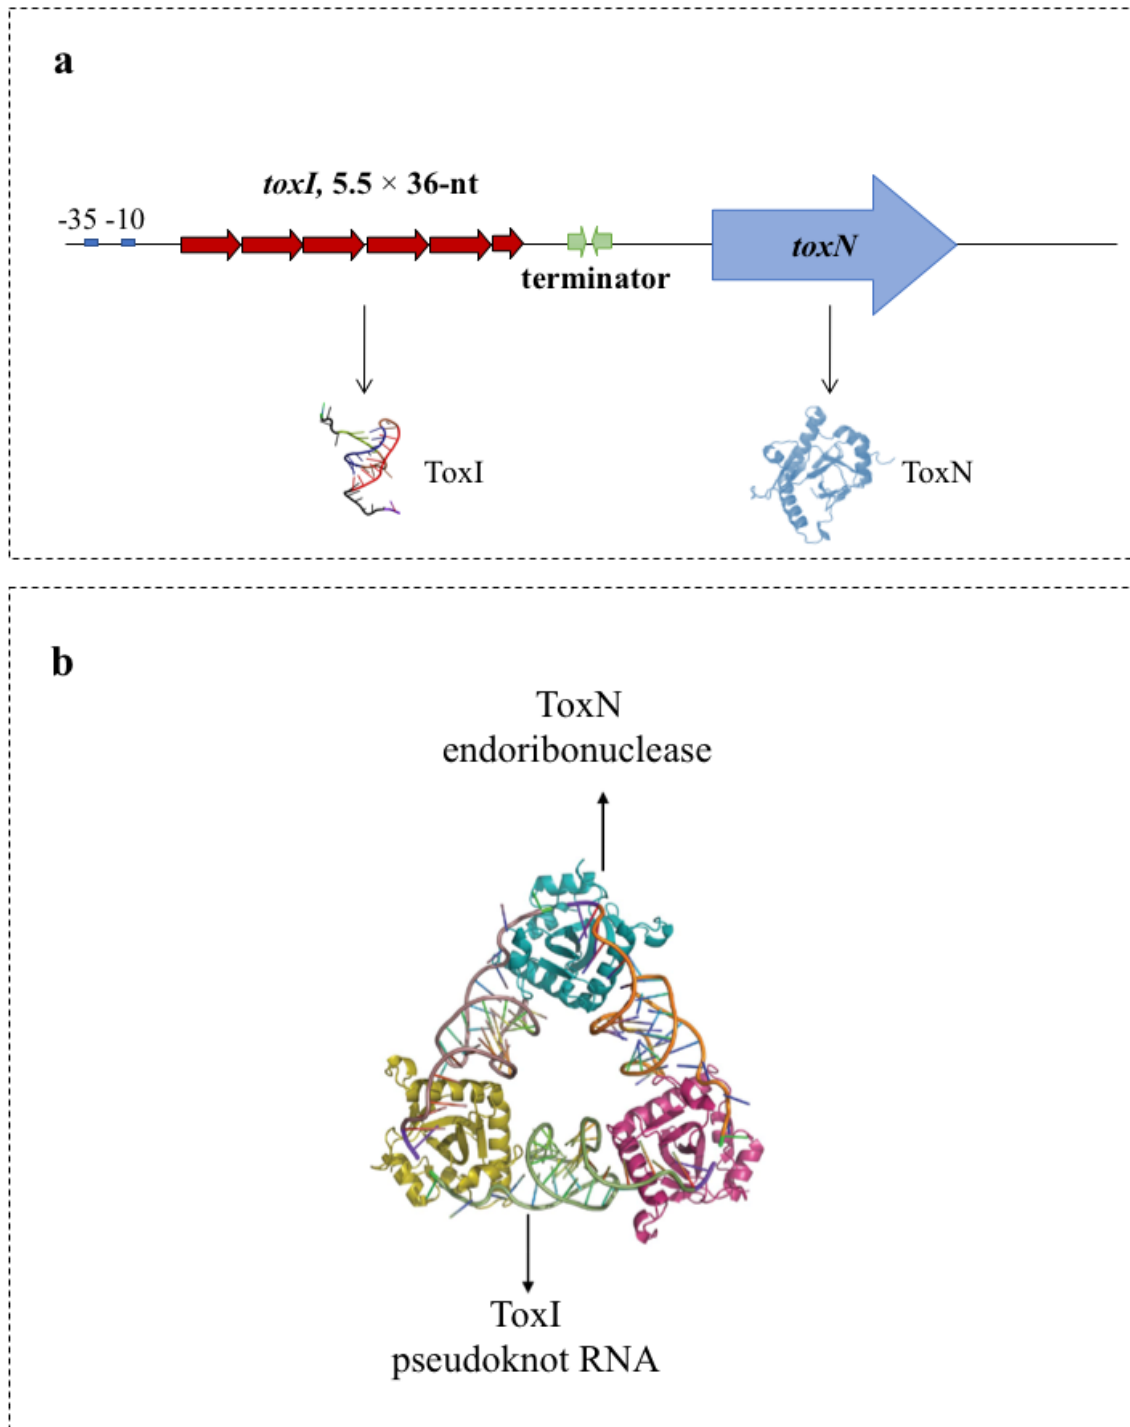 a
toxI, 5.5 × 36-nt
-35 -10
toxN
terminator
ToxI
ToxN
b
ToxN
endoribonuclease
ToxI
pseudoknot RNA